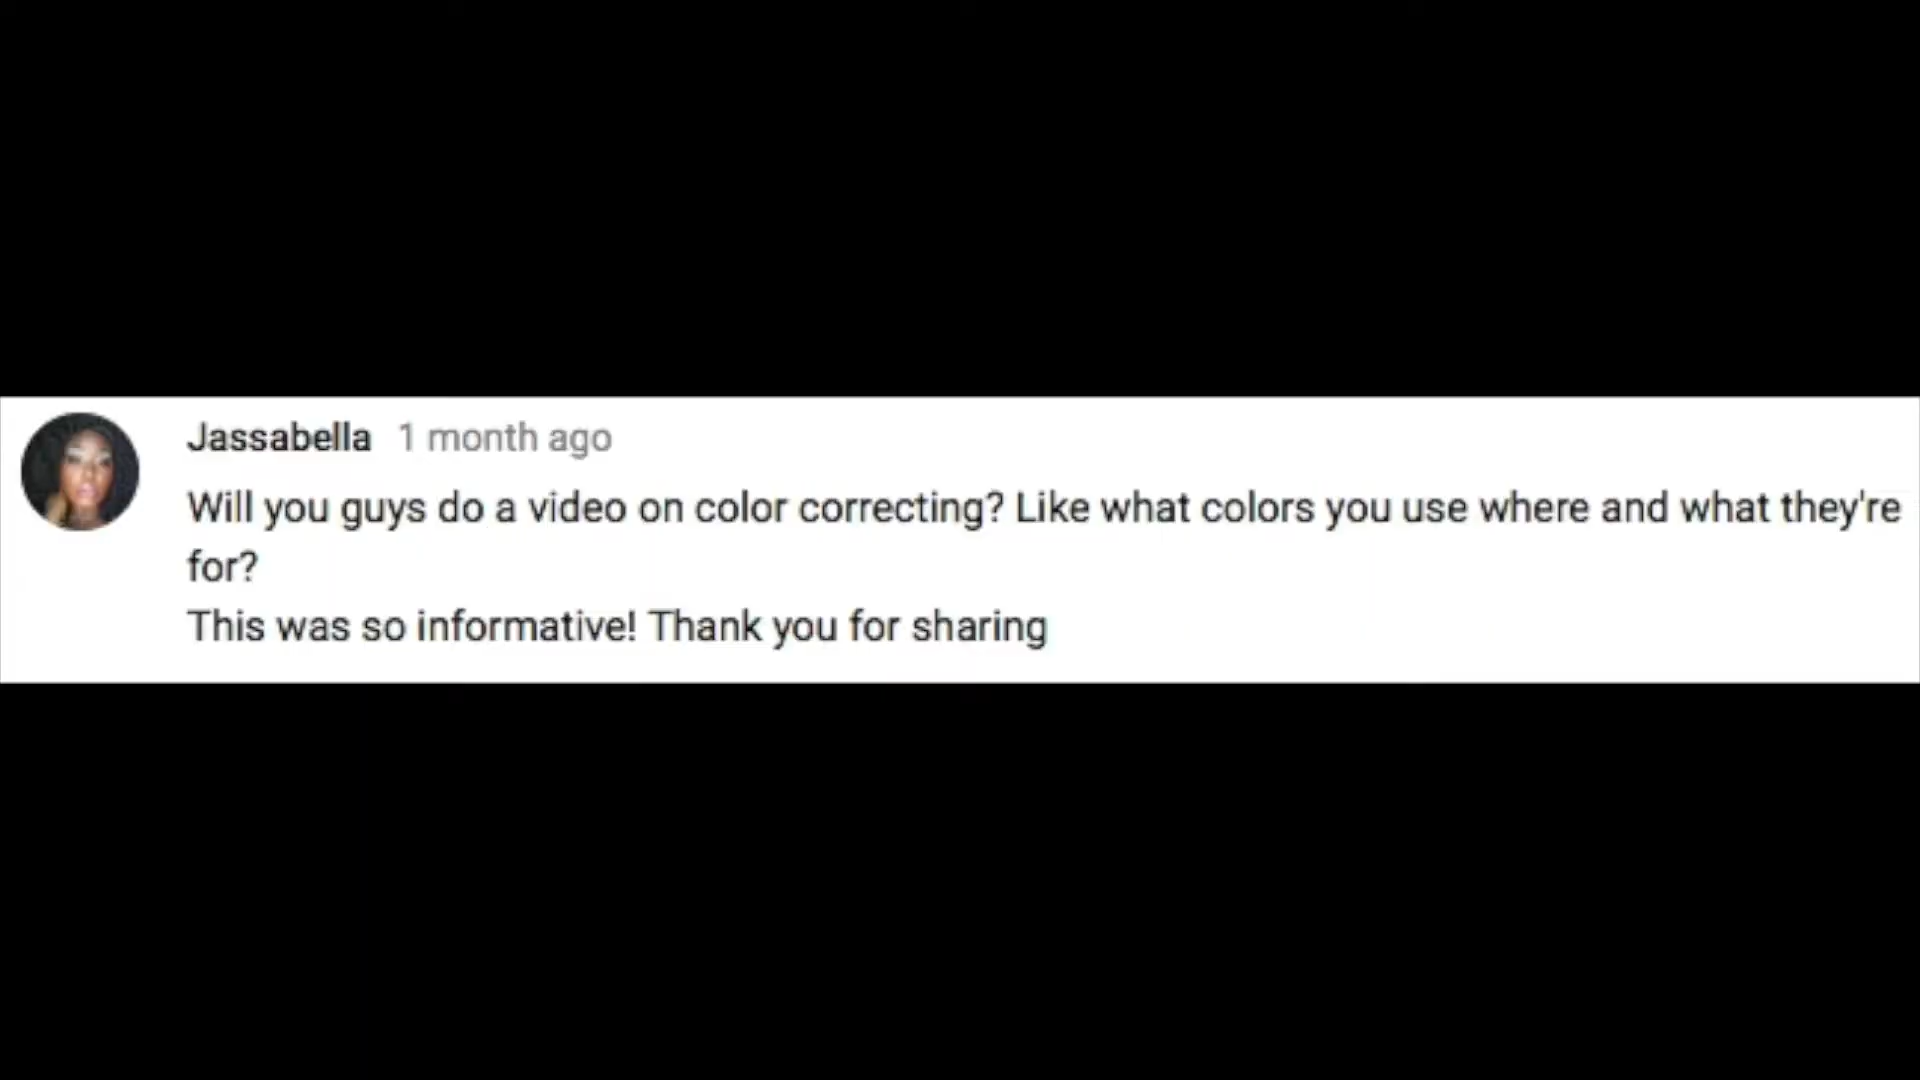 Jassabella 1 month ago
Will you guys do a video on color correcting? Like what colors you use where and what they're
for?
This was so informative! Thank you for sharing